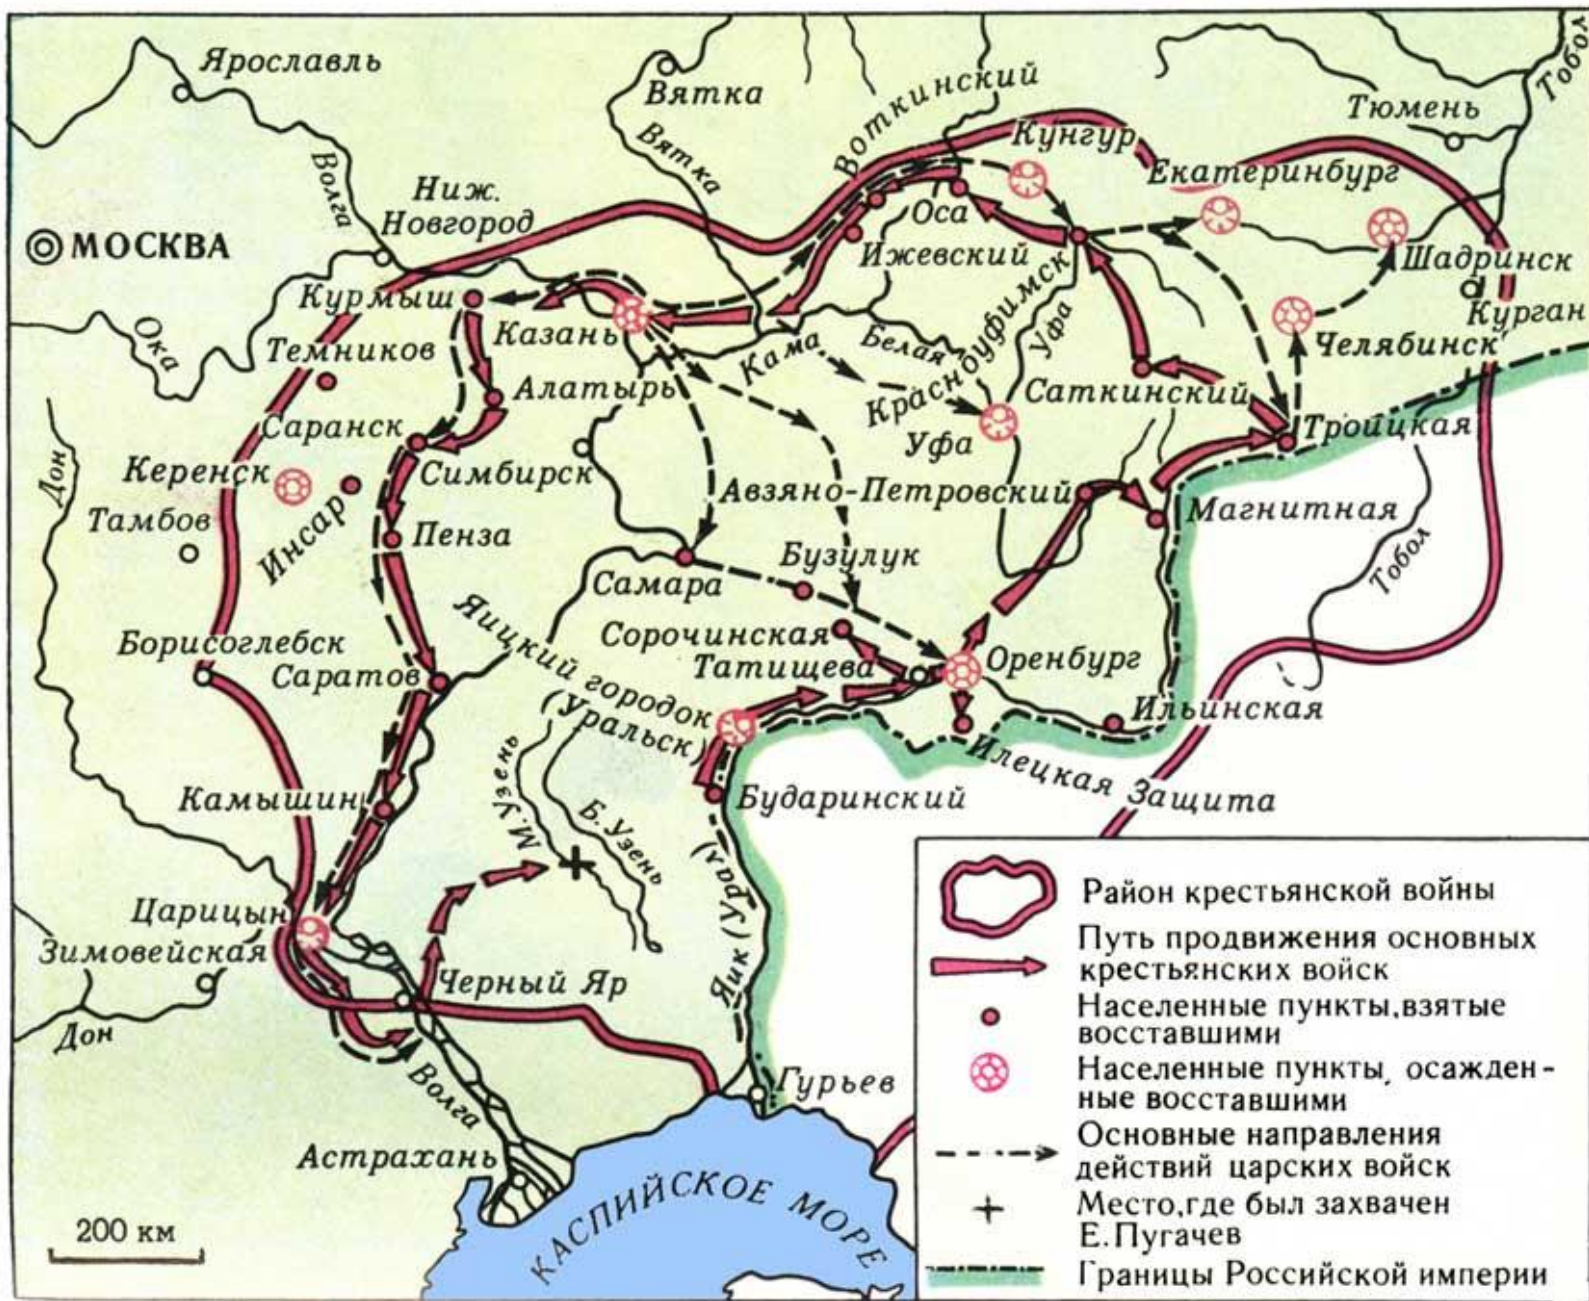 Ярославль
Вятка
Вятка
Воткинский
Тюмень
Тобол
Волга
Ниж.
Новгород
Кунгур
Екатеринбург
Оса
МОСКВА
Ижевский
Шадринск
Курмыш
Казань
Красноуфимск
Уфа
Курган
Ока
Темников
Кама
Белая
Челябинск
Алатырь
Саткинский
Саранск
Уфа
Троицкая
Дон
Керенск
Симбирск
Авзяно-Петровский
Магнитная
Тамбов
Инсар
Пенза
Бузулук
Тобол
Самара
Яицкий городок
(Уральск)
Сорочинская
Борисоглебск
Татищева
Оренбург
Саратов
Ильинская
Илецкая Защита
М.Узень
Б.Узень
Камышин
Бударинский
Яик (Урал)
Царицын
Зимовейская
Черный Яр
Дон
Волга
Гурьев
Астрахань
КАСПИЙСКОЕ МОРЕ
200 км
Район крестьянской войны
Путь продвижения основных
крестьянских войск
Населенные пункты,взятые
восставшими
Населенные пункты, осажден-
ные восставшими
Основные направления
действий царских войск
Место,где был захвачен
Е.Пугачев
Границы Российской империи